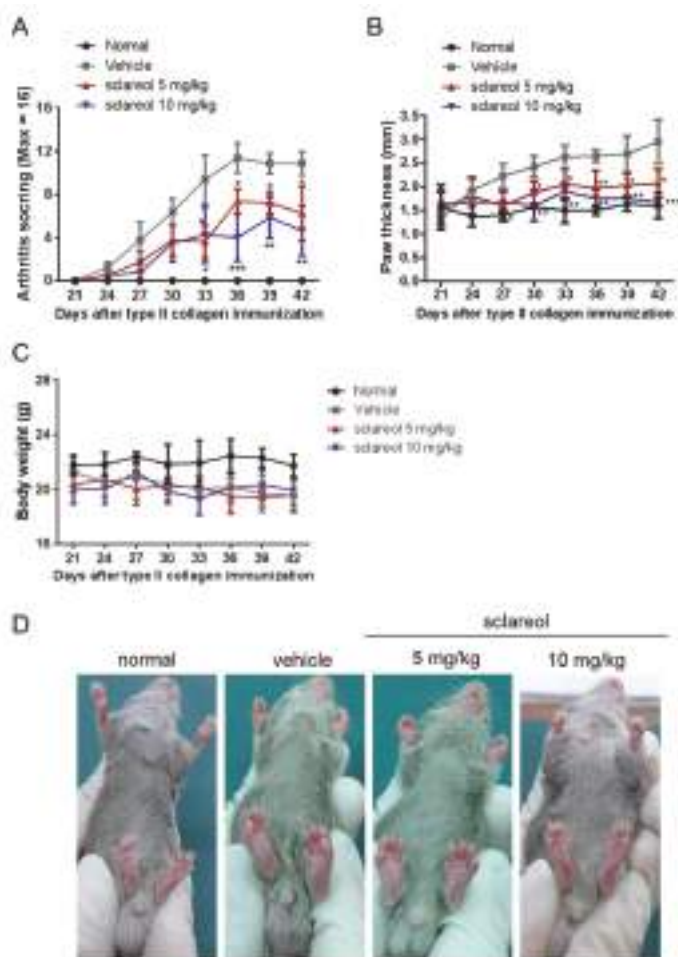 A
Normal
Vehicle
sclareol 5 mg/kg
sclareol 10 mg/kg
Arthritis socring (Max = 16)
16
12
8
4
0
*
***
**
21 24 27 30 33 36 39 42
Days after type II collagen immunization
B
Normal
Vehicle
sclareol 5 mg/kg
sclareol 10 mg/kg
Paw thickness (mm)
3.5
3.0
2.5
2.0
1.5
1.0
0.5
0.0
21 24 27 30 33 36 39 42
Days after type II collagen immunization
C
Normal
Vehicle
sclareol 5 mg/kg
sclareol 10 mg/kg
Body weight (g)
22
20
18
21 24 27 30 33 36 39 42
Days after type II collagen immunization
D
sclareol
normal vehicle 5 mg/kg 10 mg/kg